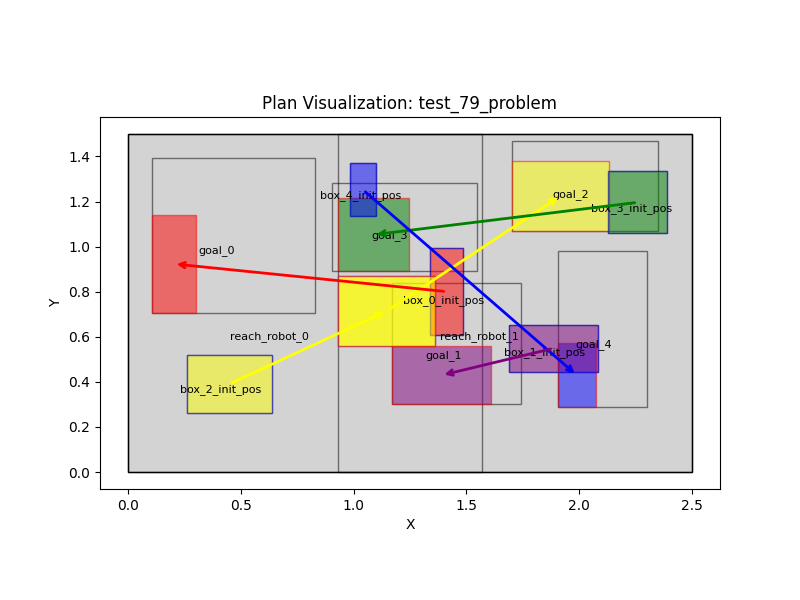 Plan Visualization: test_79_problem
Y
1.4
1.2
1.0
0.8
0.6
0.4
0.2
0.0
box_4_init_pos
goal_2
box_3_init_pos
goal_3
goal_0
box_0_init_pos
reach_robot_0
reach_robot_1
goal_4
goal_1
box_1_init_pos
box_2_init_pos
0.0
0.5
1.0
1.5
2.0
2.5
X